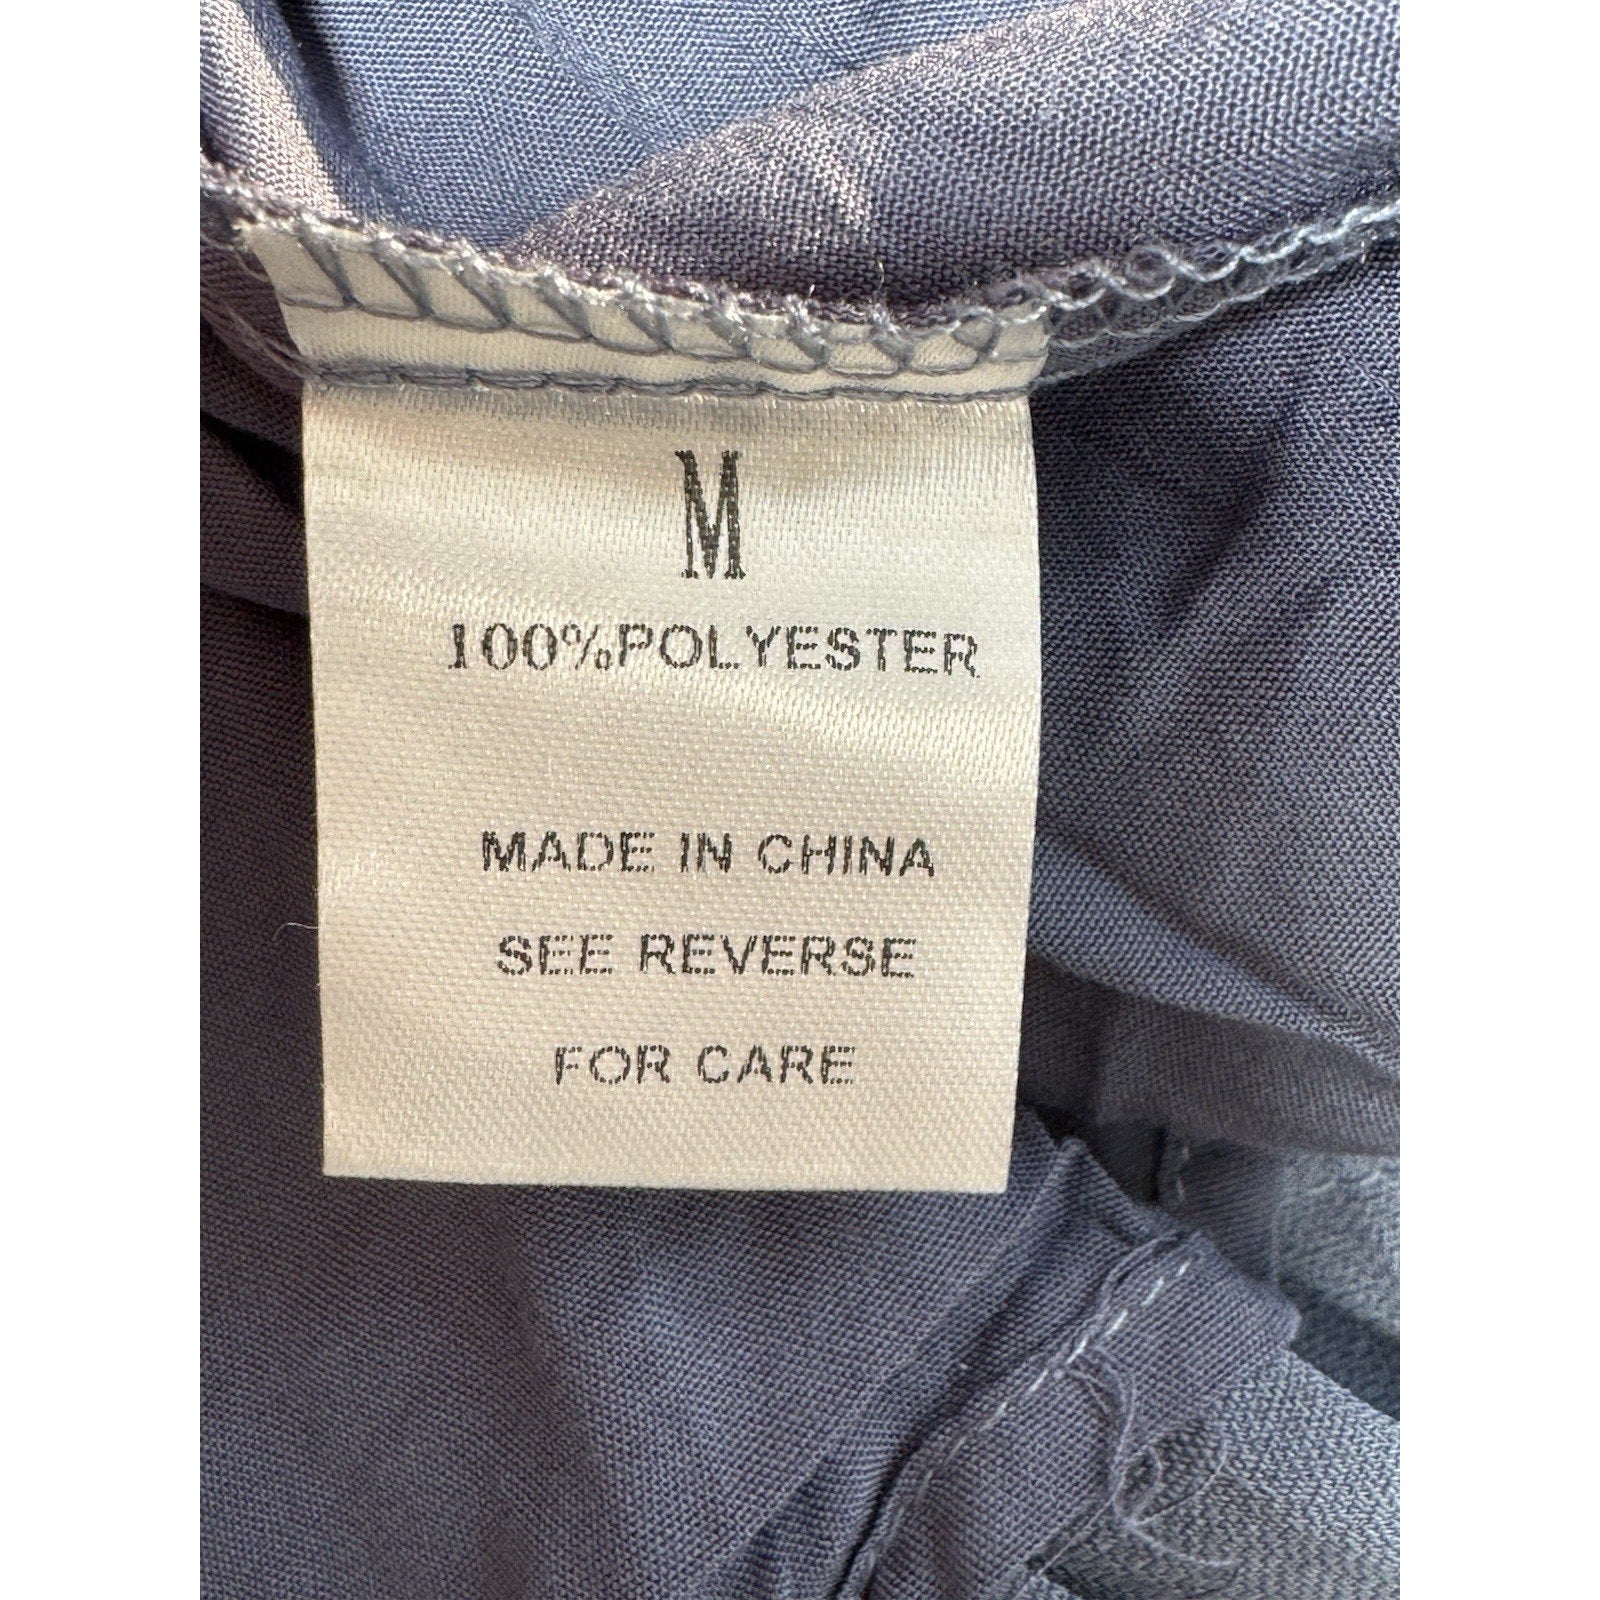 M
100%POLYESTER
MADE IN CHINA
SEE REVERSE
FOR CARE